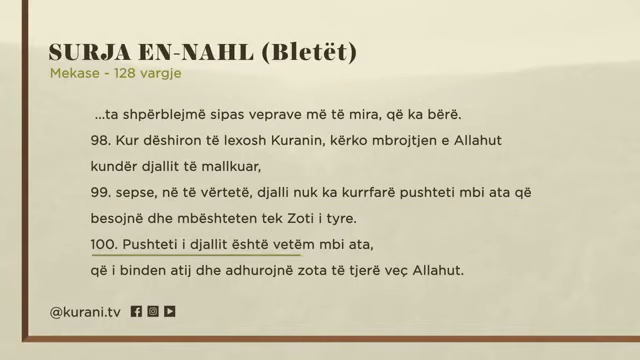 SURJA EN-NAHL (Bletët)
Mekase - 128 vargje
...ta shpërblejmë sipas veprave më të mira, që ka bërë.
98. Kur dëshiron të lexosh Kuranin, kërko mbrojtjen e Allahut
kundër djallit të mallkuar,
99. sepse, në të vërtetë, djalli nuk ka kurrfarë pushteti mbi ata që
besojnë dhe mbështeten tek Zoti i tyre.
100. Pushteti i djallit është vetëm mbi ata,
që i binden atij dhe adhurojnë zota të tjerë veç Allahut.
@kurani.tv